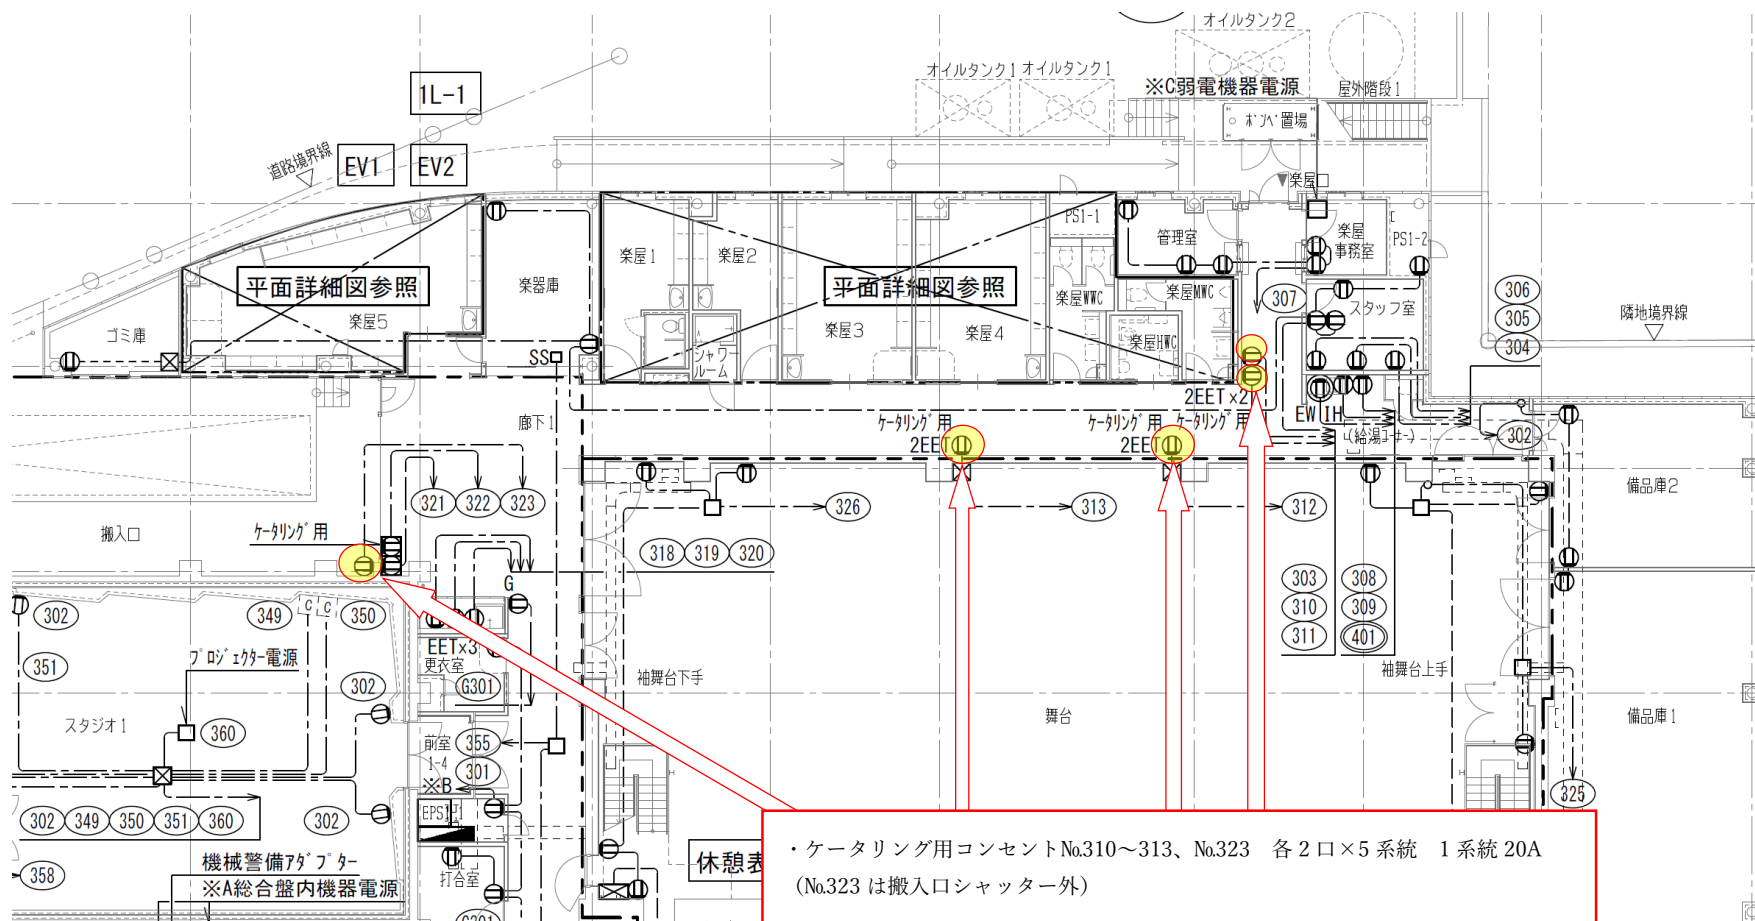 オイルタンク2
オイルタンク1
オイルタンク1
※C弱電機器電源
屋外階段1
1L-1
ボンベ置場
道路境界線
EV1
EV2
▼楽屋口
PS1-1
管理室
楽屋
事務室
PS1-2
楽屋1
楽屋2
平面詳細図参照
楽器庫
平面詳細図参照
楽屋WWC
楽屋MWC
307
スタッフ室
306
305
304
隣地境界線
ゴミ庫
楽屋5
楽屋3
楽屋4
楽屋HWC
SS
シャワー
ルーム
2EET×2
廊下1
ケータリング用
ケータリング用
ケータリング用
EW
IH
(給湯コーナー)
302
2EET
2EET
321
322
323
326
313
312
備品庫2
搬入口
ケータリング用
318
319
320
G
303
308
310
309
311
401
302
349
C
C
350
EET×3
更衣室
351
プロジェクター電源
302
G301
袖舞台下手
袖舞台上手
スタジオ1
360
前室
1-4
355
301
舞台
備品庫1
※B
325
302
349
350
351
360
302
EPS1
機械警備アダプター
※A総合盤内機器電源
358
打合室
G301
休憩表
・ケータリング用コンセント№310～313、№323　各2口×5系統　1系統20A
（№323は搬入口シャッター外）